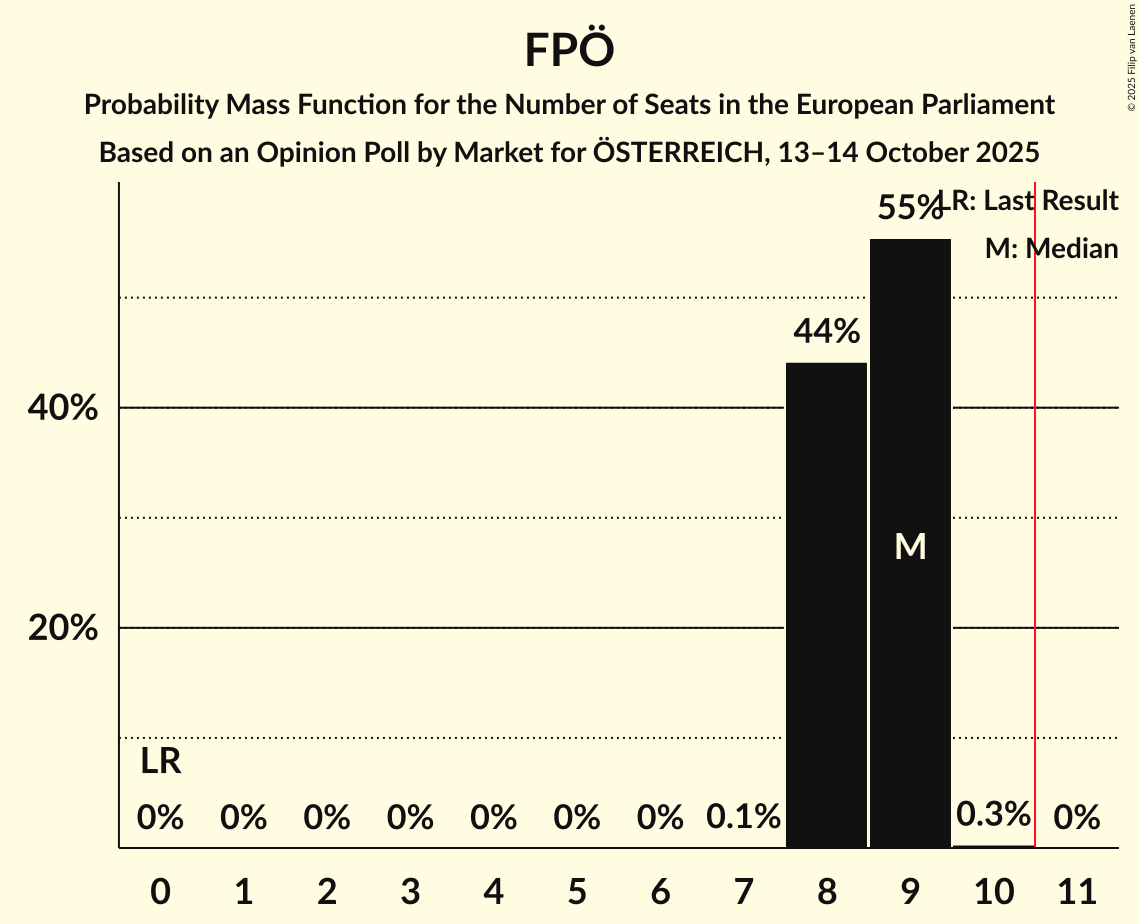 FPÖ
Probability Mass Function for the Number of Seats in the European Parliament
Based on an Opinion Poll by Market for ÖSTERREICH, 13–14 October 2025
© 2025 Filip van Laenen
LR: Last Result
M: Median
55%
44%
40%
M
20%
LR
0% 0% 0% 0% 0% 0% 0% 0.1% 0.3% 0%
0 1 2 3 4 5 6 7 8 9 10 11